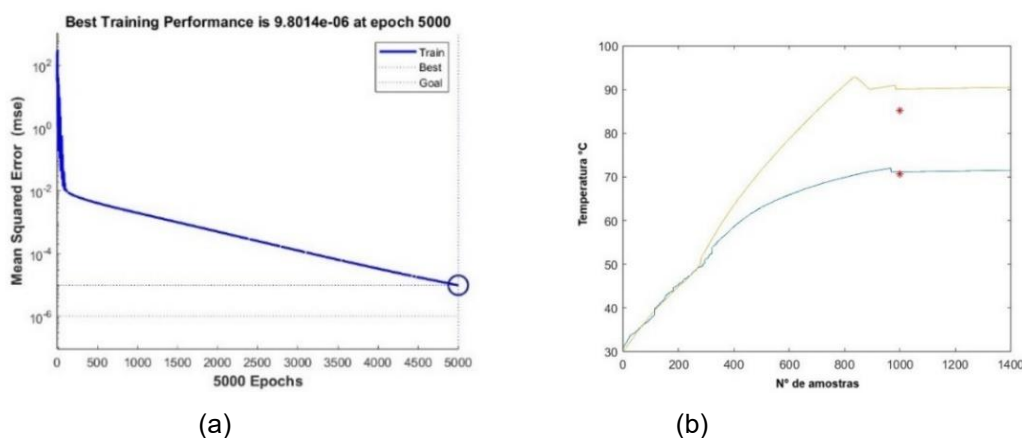 Best Training Performance is 9.8014e-06 at epoch 5000
Train
Best
Goal
Mean Squared Error (mse)
10^2
10^0
10^-2
10^-4
10^-6
0 500 1000 1500 2000 2500 3000 3500 4000 4500 5000
5000 Epochs
(a)
Temperatura °C
100
90
80
70
60
50
40
30
0 200 400 600 800 1000 1200 1400
N° de amostras
(b)